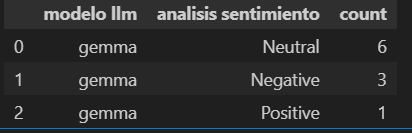 modelo llm analisis sentimiento count
0 gemma Neutral 6
1 gemma Negative 3
2 gemma Positive 1